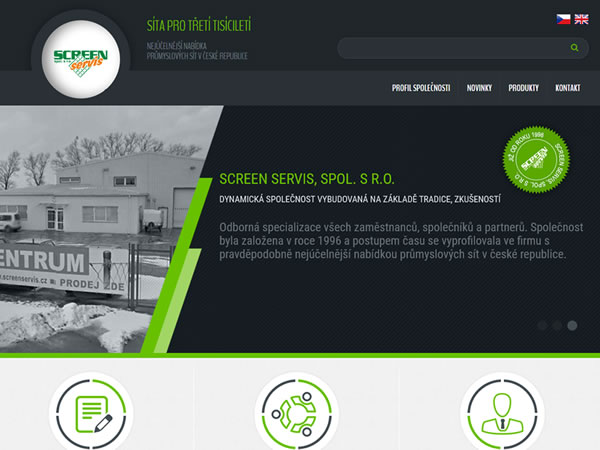 SCREEN
servis
SÍTA PRO TŘETÍ TISÍCILETÍ
NEJÚČELNĚJŠÍ NABÍDKA
PRŮMYSLOVÝCH SÍT V ČESKÉ REPUBLICE
PROFIL SPOLEČNOSTI NOVINKY PRODUKTY KONTAKT
JIŽ OD ROKU 1996
SCREEN
servis
SCREEN SERVIS, SPOL. S R.O.
SCREEN SERVIS, SPOL. S R.O.
DYNAMICKÁ SPOLEČNOST VYBUDOVANÁ NA ZÁKLADĚ TRADICE, ZKUŠENOSTÍ
Odborná specializace všech zaměstnanců, společníků a partnerů. Společnost
byla založena v roce 1996 a postupem času se vyprofilovala ve firmu s
pravděpodobně nejúčelnější nabídkou průmyslových sít v české republice.
ENTRUM
.screenservis.cz ■ PRODEJ ZDE